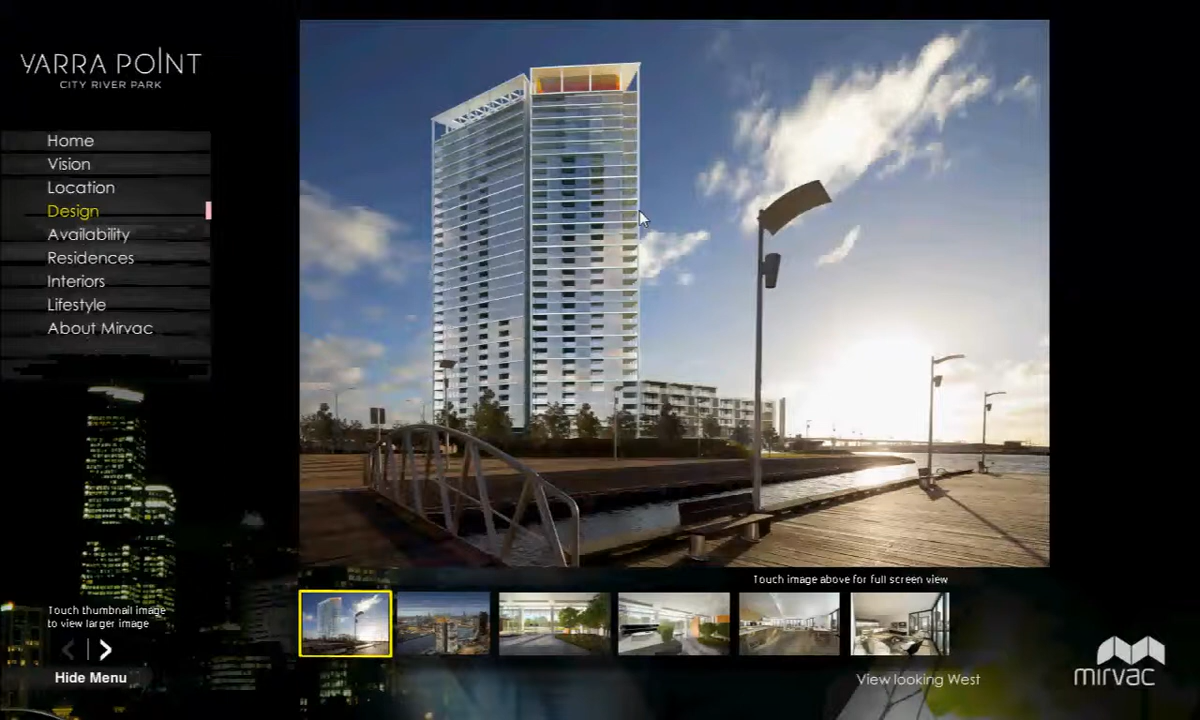 YARRA POINT
CITY RIVER PARK
Home
Vision
Location
Design
Availability
Residences
Interiors
Lifestyle
About Mirvac
Touch image above for full screen view
Touch thumbnail image
to view larger image
Hide Menu
View looking West
mirvac